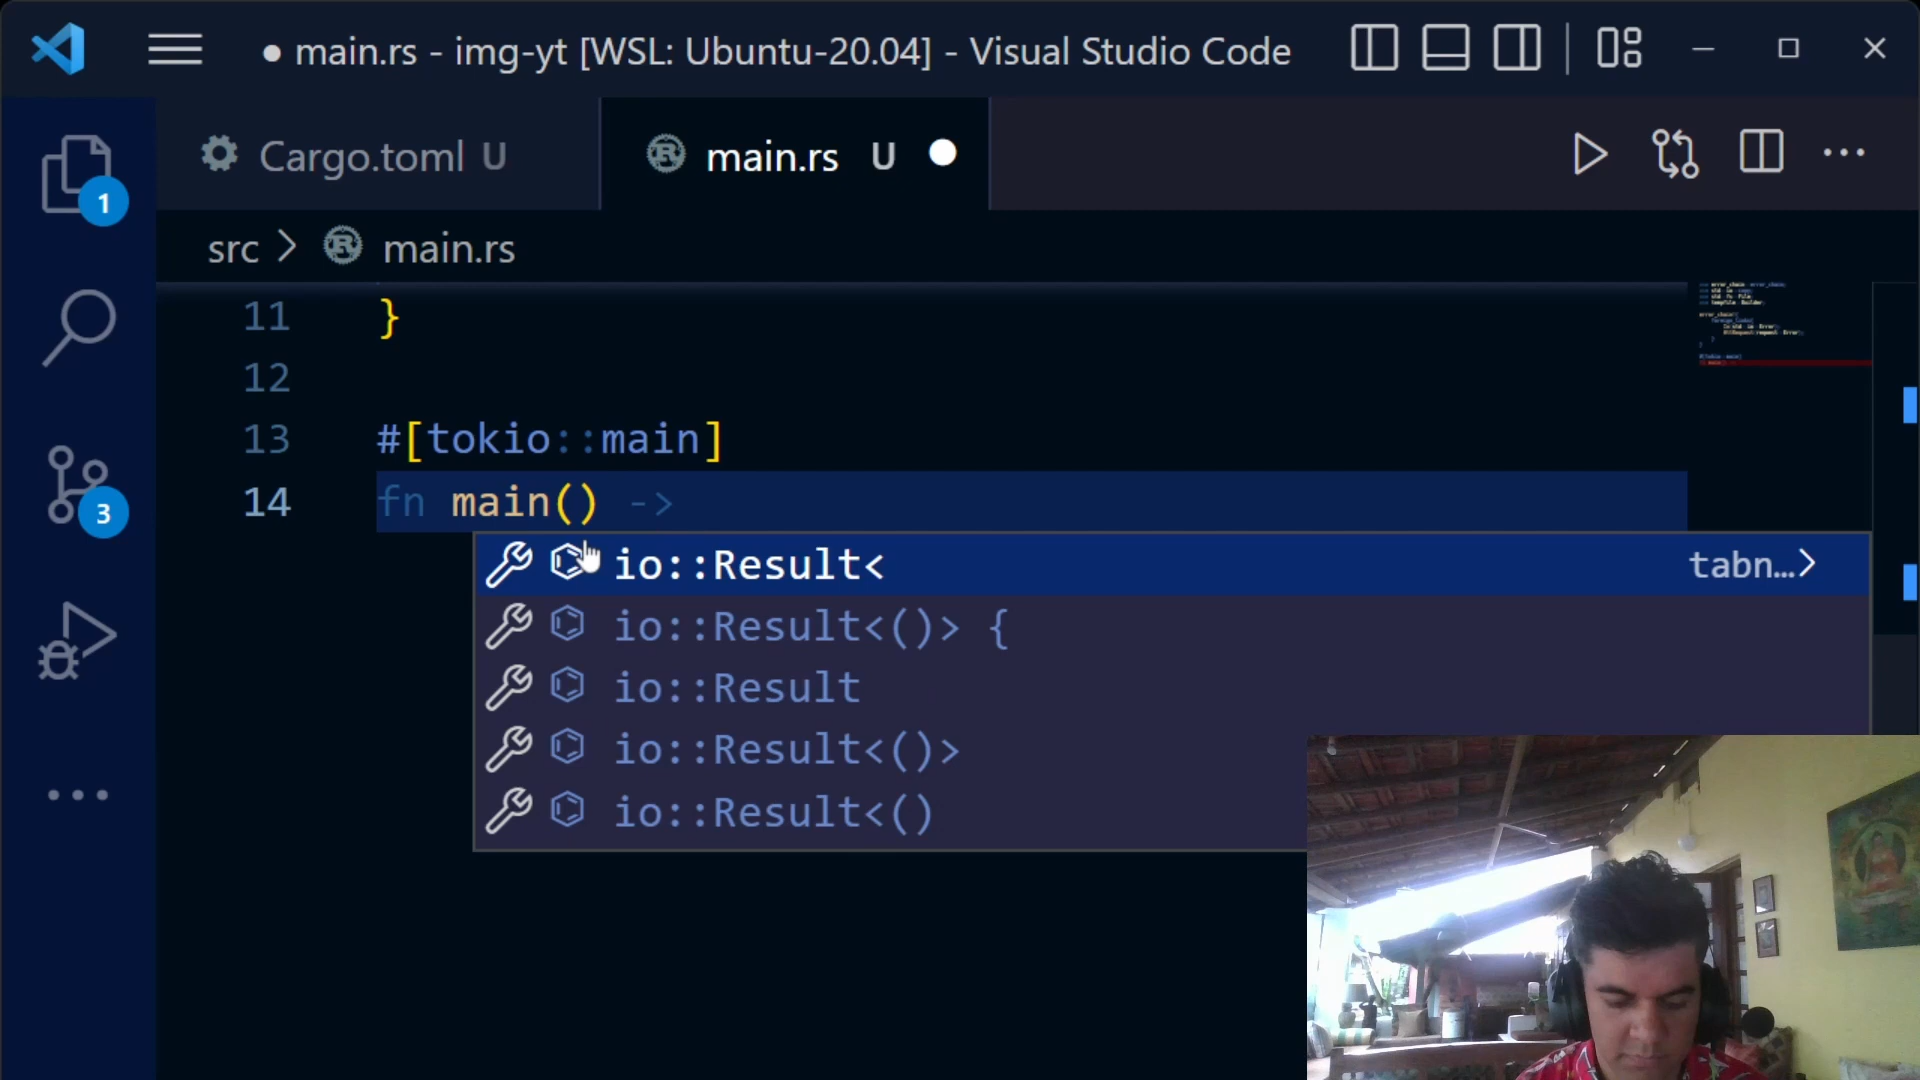 ● main.rs - img-yt [WSL: Ubuntu-20.04] - Visual Studio Code
Cargo.toml U
main.rs U ●
1
src > main.rs
11 }
12
13 #[tokio::main]
14 fn main() ->
3
io::Result< tabn...
io::Result<()> {
io::Result
io::Result<()>
io::Result<()